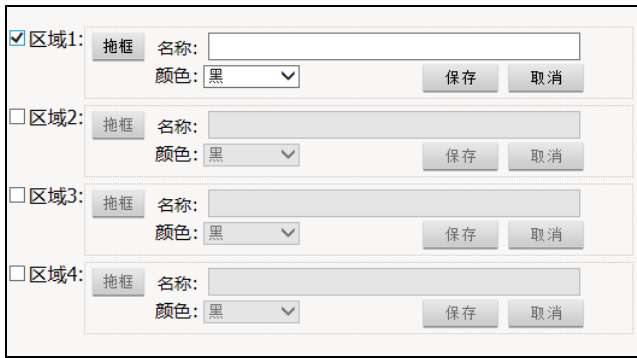 区域1: 拖框 名称:
颜色: 黑 保存 取消
区域2: 拖框 名称:
颜色: 黑 保存 取消
区域3: 拖框 名称:
颜色: 黑 保存 取消
区域4: 拖框 名称:
颜色: 黑 保存 取消